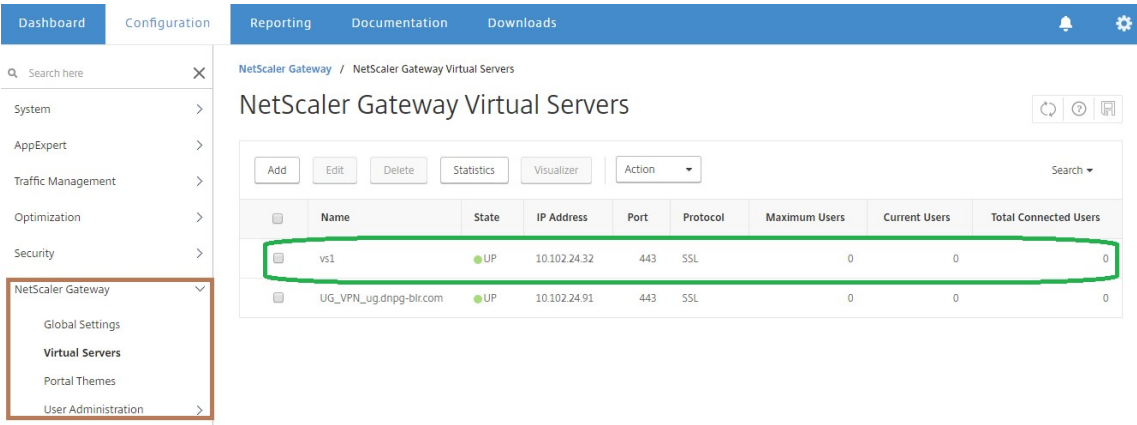 Dashboard Configuration Reporting Documentation Downloads
Search here
System
AppExpert
Traffic Management
Optimization
Security
NetScaler Gateway
Global Settings
Virtual Servers
Portal Themes
User Administration
NetScaler Gateway / NetScaler Gateway Virtual Servers
NetScaler Gateway Virtual Servers
Add Edit Delete Statistics Visualizer Action Search
Name State IP Address Port Protocol Maximum Users Current Users Total Connected Users
vs1 UP 10.102.24.32 443 SSL 0 0 0
UG_VPN_ug.dnpg-blr.com UP 10.102.24.91 443 SSL 0 0 0